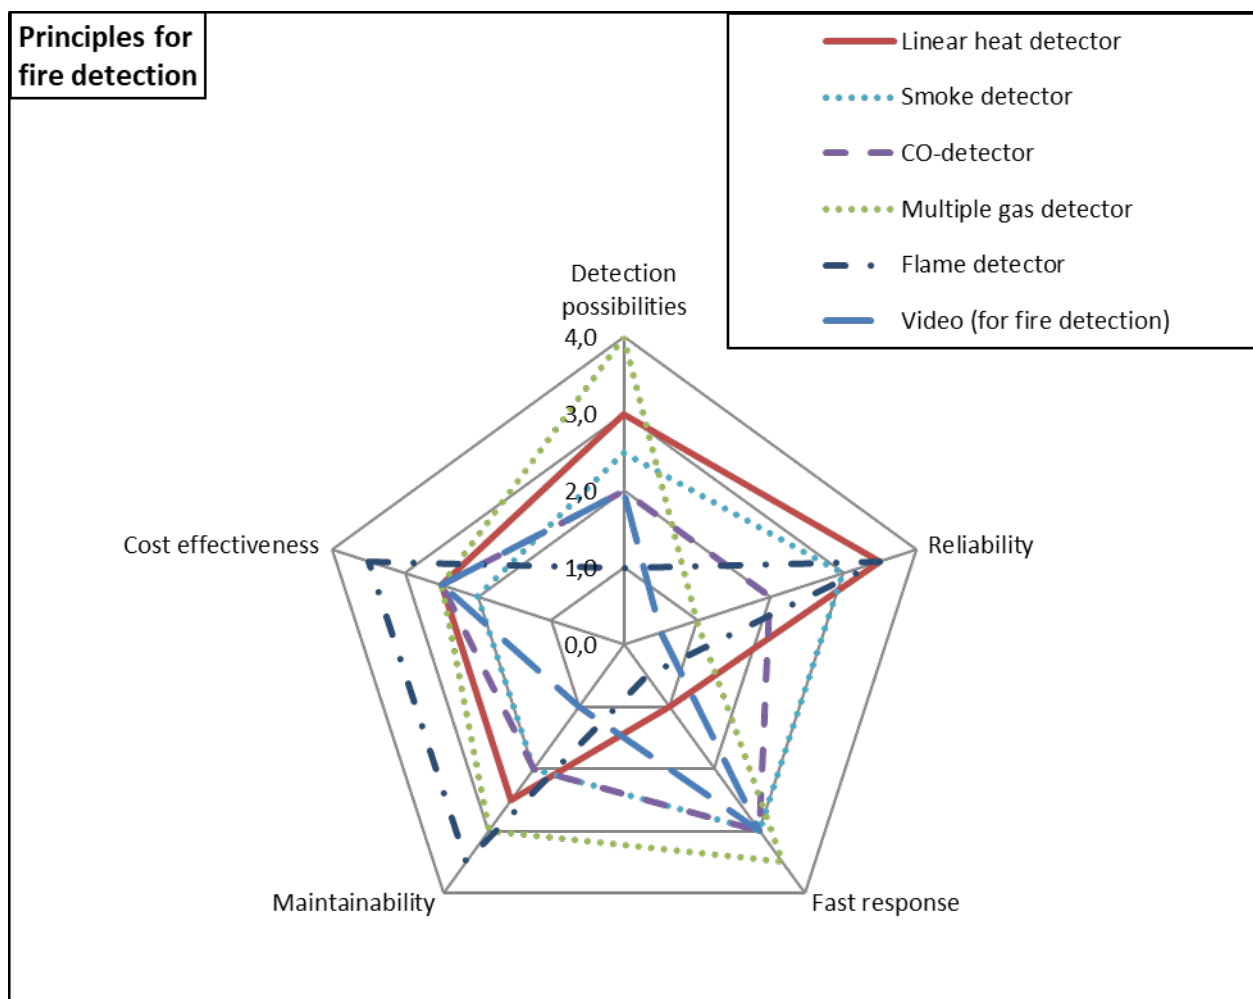 Principles for
fire detection
Linear heat detector
Smoke detector
CO-detector
Multiple gas detector
Flame detector
Video (for fire detection)
Detection
possibilities
4,0
3,0
2,0
1,0
0,0
Cost effectiveness
Reliability
Maintainability
Fast response